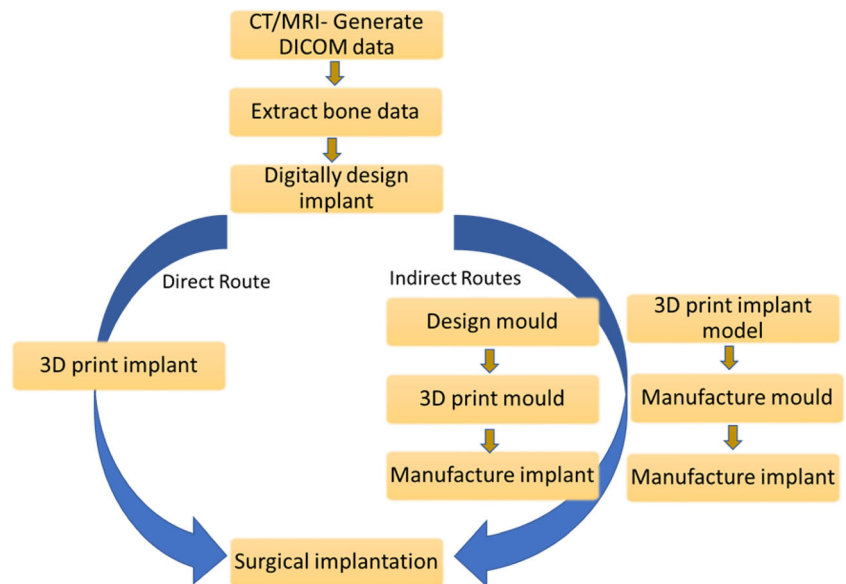 CT/MRI- Generate
DICOM data
Extract bone data
Digitally design
implant
Direct Route
3D print implant
Indirect Routes
Design mould
3D print mould
Manufacture implant
3D print implant
model
Manufacture mould
Manufacture implant
Surgical implantation